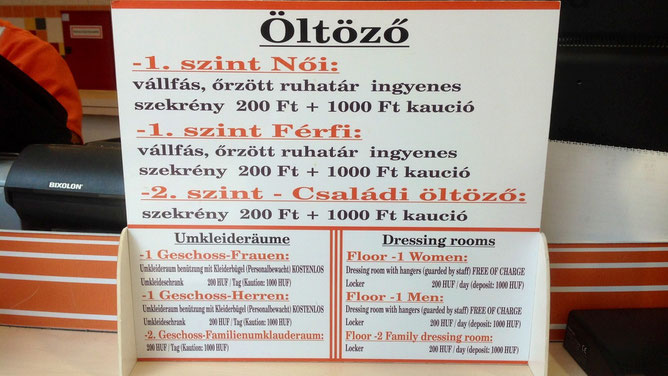 Öltöző
-1. szint Női:
vállfás, őrzött ruhatár ingyenes
szekrény 200 Ft + 1000 Ft kaució
-1. szint Férfi:
vállfás, őrzött ruhatár ingyenes
szekrény 200 Ft + 1000 Ft kaució
-2. szint - Családi öltöző:
szekrény 200 Ft + 1000 Ft kaució
Umkleideräume
-1 Geschoss-Frauen:
Umkleideraum benützung mit Kleiderbügel (Personalbewacht) KOSTENLOS
Umkleideschrank 200 HUF / Tag (Kaution: 1000 HUF)
-1 Geschoss-Herren:
Umkleideraum benützung mit Kleiderbügel (Personalbewacht) KOSTENLOS
Umkleideschrank 200 HUF / Tag (Kaution: 1000 HUF)
-2. Geschoss-Familienumklauderaum:
200 HUF / Tag (Kaution: 1000 HUF)
Dressing rooms
Floor -1 Women:
Dressing room with hangers (guarded by staff) FREE OF CHARGE
Locker 200 HUF / day (deposit: 1000 HUF)
Floor -1 Men:
Dressing room with hangers (guarded by staff) FREE OF CHARGE
Locker 200 HUF / day (deposit: 1000 HUF)
Floor -2 Family dressing room:
Locker 200 HUF / day (deposit: 1000 HUF)
BIXOLON